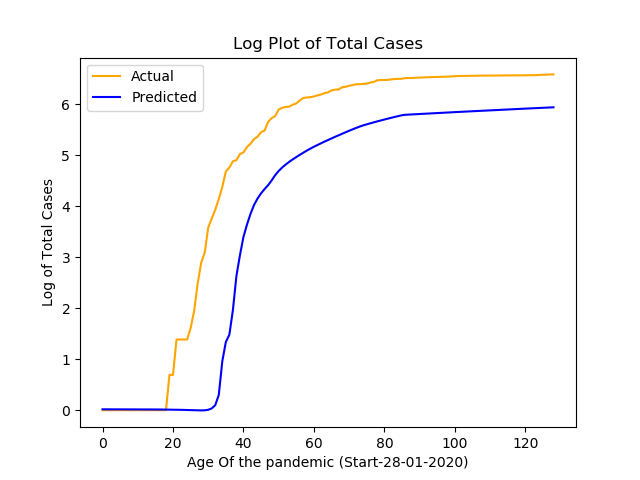 Log Plot of Total Cases
Actual
Predicted
Log of Total Cases
6
5
4
3
2
1
0
0 20 40 60 80 100 120
Age Of the pandemic (Start-28-01-2020)